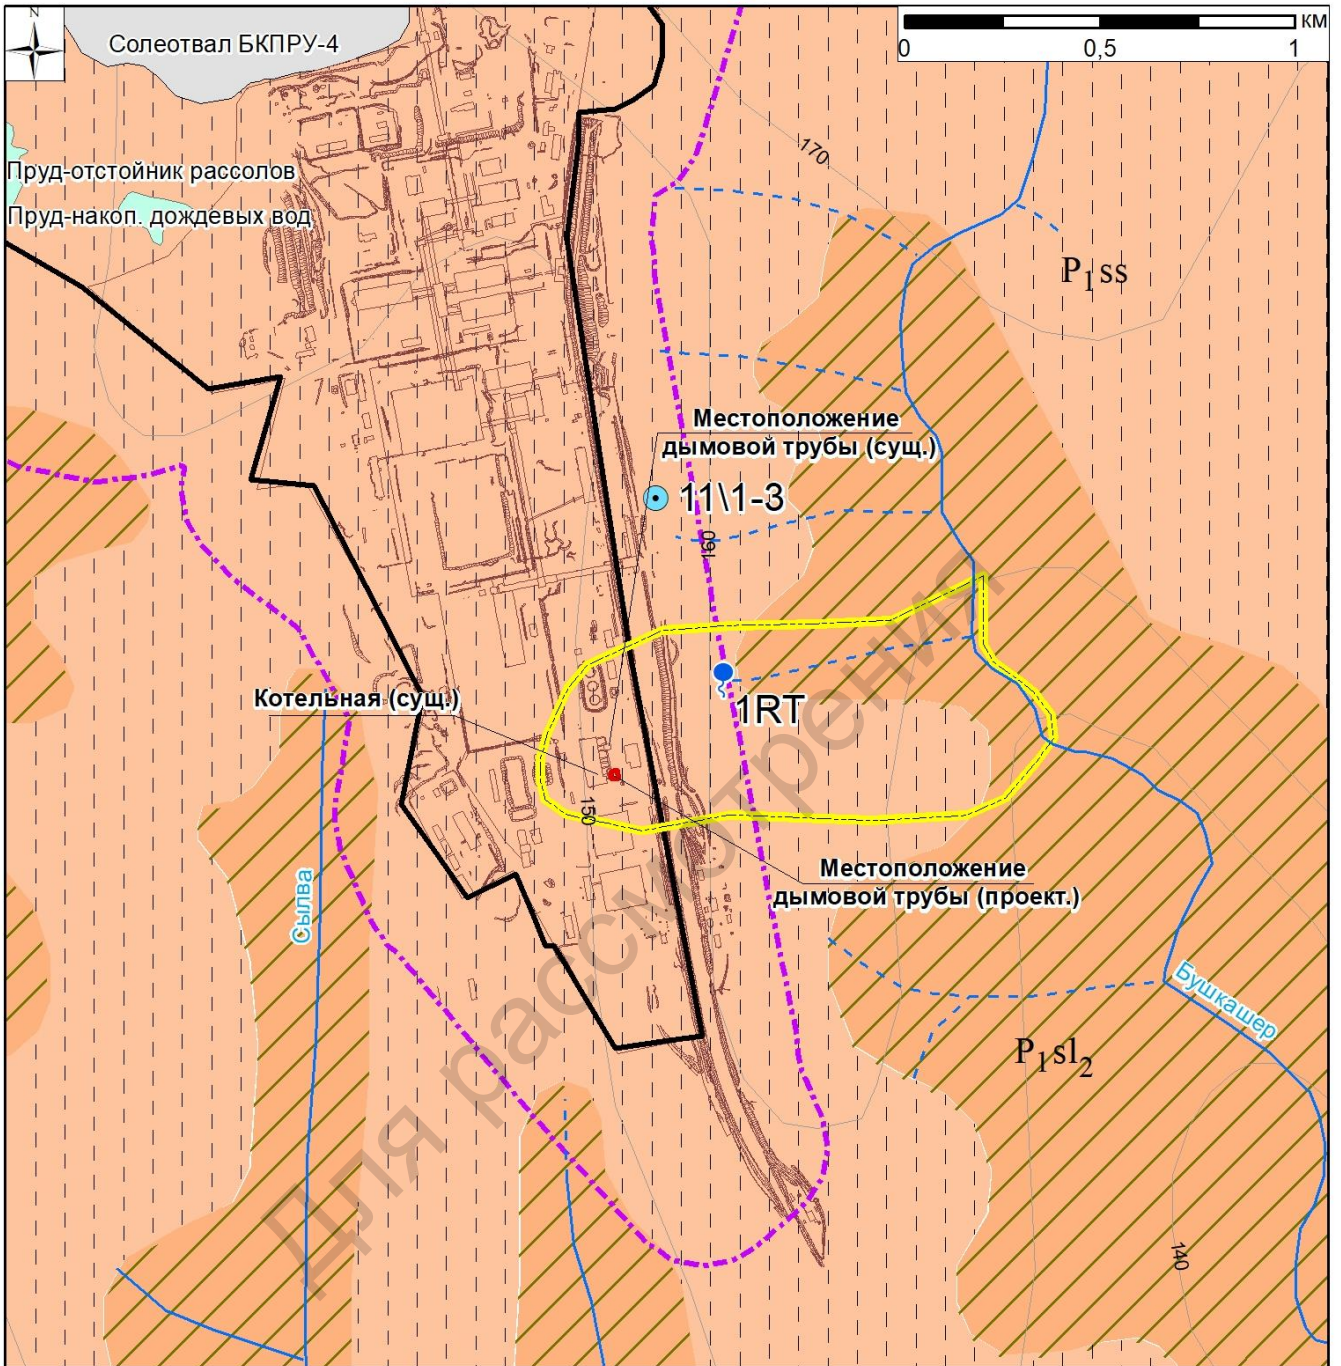 N
Солеотвал БКПРУ-4
КМ
0 0,5 1
170
Пруд-отстойник рассолов
Пруд-накоп. дождевых вод
P₁ss
Местоположение
дымовой трубы (сущ.)
11\1-3
160
Котельная (сущ.)
1RT
150
Местоположение
дымовой трубы (проект.)
Сылва
Бушкашер
P₁sl₂
140
Для рассмотрения